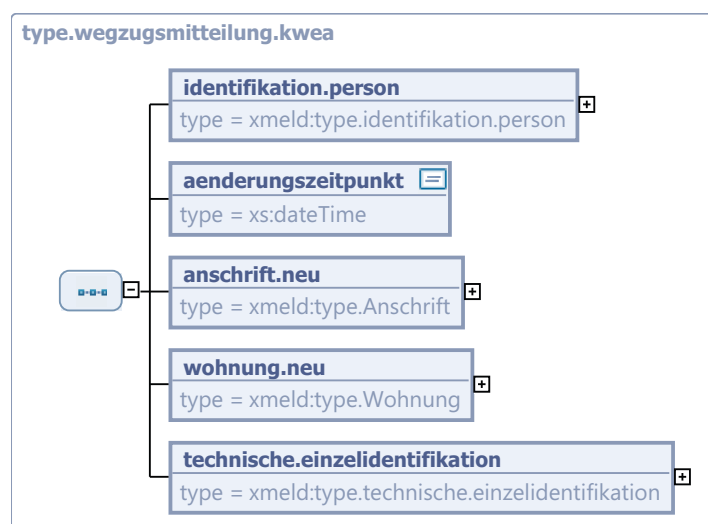 type.wegzugsmitteilung.kwea
identifikation.person
type = xmeld:type.identifikation.person
aenderungszeitpunkt
type = xs:dateTime
anschrift.neu
type = xmeld:type.Anschrift
wohnung.neu
type = xmeld:type.Wohnung
technische.einzelidentifikation
type = xmeld:type.technische.einzelidentifikation